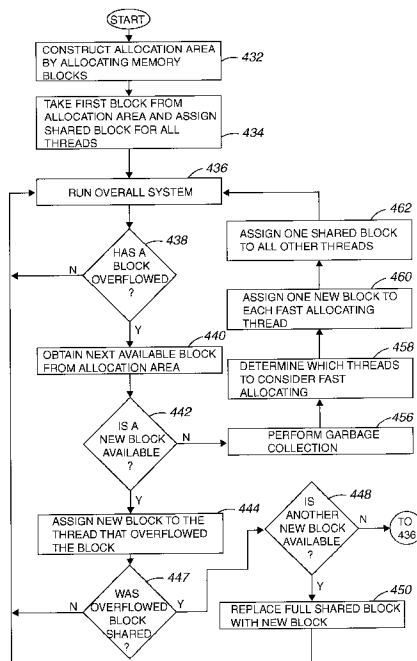 START
CONSTRUCT ALLOCATION AREA
BY ALLOCATING MEMORY
BLOCKS
432
TAKE FIRST BLOCK FROM
ALLOCATION AREA AND ASSIGN
SHARED BLOCK FOR ALL
THREADS
434
436
RUN OVERALL SYSTEM
462
ASSIGN ONE SHARED BLOCK
TO ALL OTHER THREADS
438
HAS A
BLOCK
OVERFLOWED
?
N
Y
460
ASSIGN ONE NEW BLOCK TO
EACH FAST ALLOCATING
THREAD
440
OBTAIN NEXT AVAILABLE BLOCK
FROM ALLOCATION AREA
458
DETERMINE WHICH THREADS
TO CONSIDER FAST
ALLOCATING
442
IS A
NEW BLOCK
AVAILABLE
?
N
Y
456
PERFORM GARBAGE
COLLECTION
444
ASSIGN NEW BLOCK TO THE
THREAD THAT OVERFLOWED
THE BLOCK
448
IS
ANOTHER
NEW BLOCK
AVAILABLE
?
N
TO
436
Y
447
WAS
OVERFLOWED
BLOCK
SHARED
?
N
Y
450
REPLACE FULL SHARED BLOCK
WITH NEW BLOCK